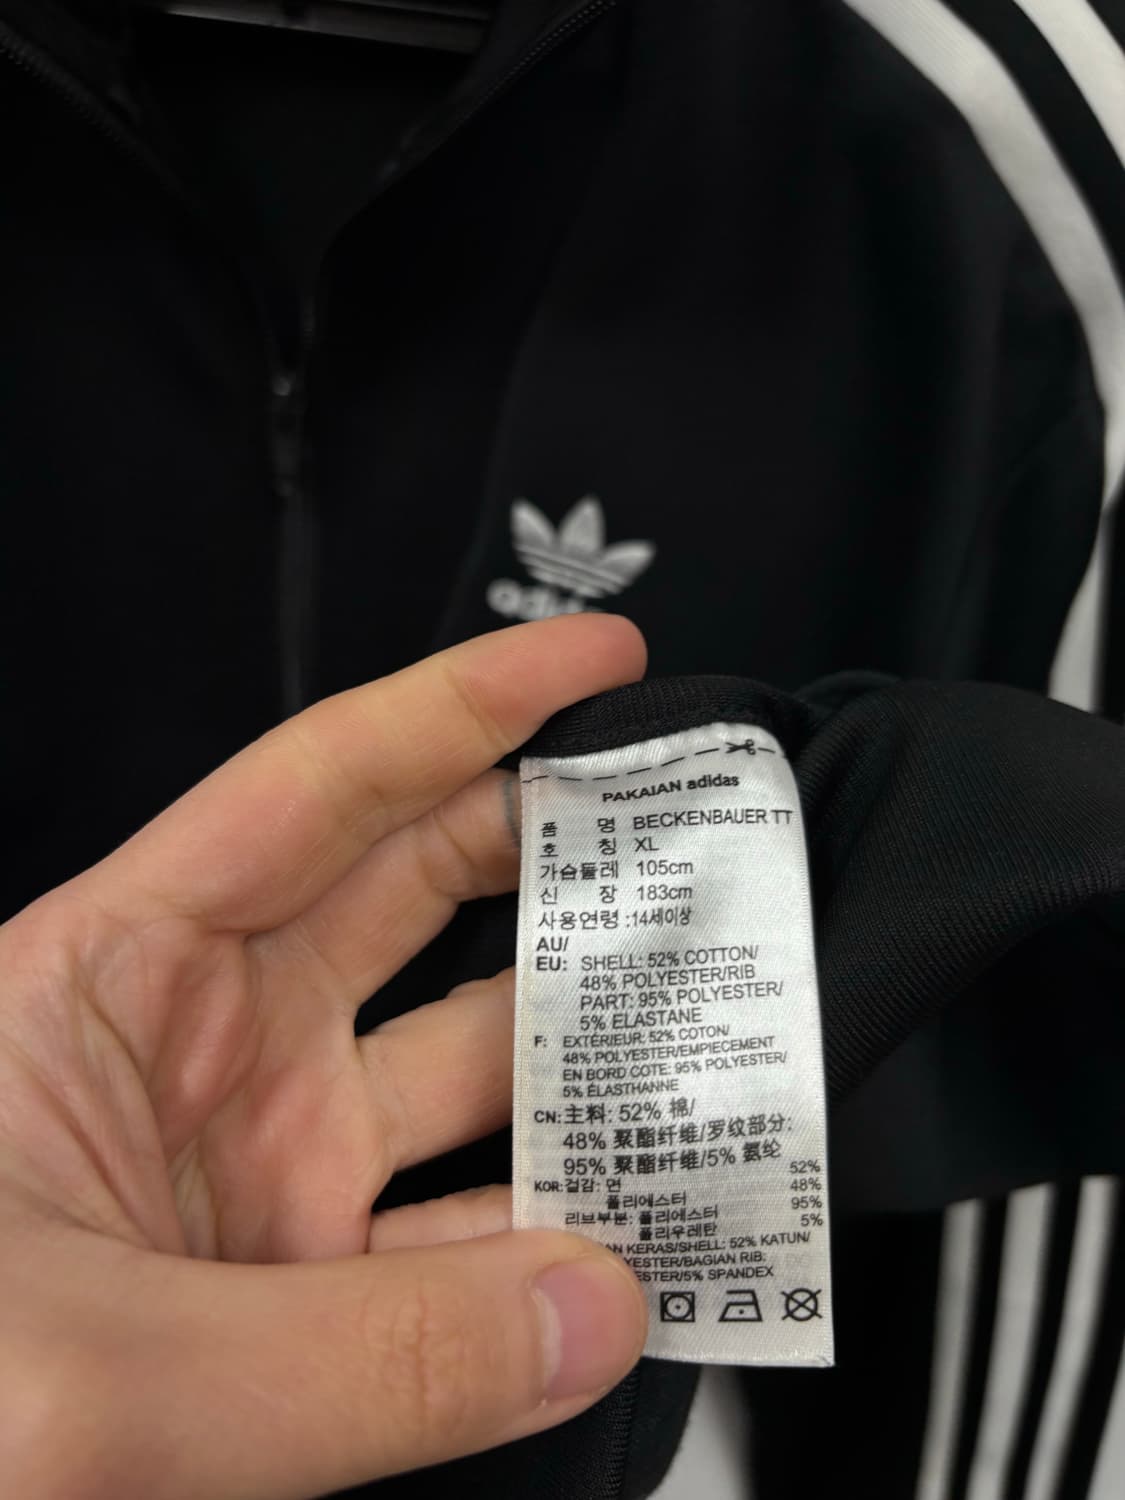 adidas
PAKAIAN adidas
품 명 BECKENBAUER TT
호 칭 XL
가슴둘레 105cm
신 장 183cm
사용연령 :14세이상
AU/
EU: SHELL: 52% COTTON/
48% POLYESTER/RIB
PART: 95% POLYESTER/
5% ELASTANE
F: EXTÉRIEUR: 52% COTON/
48% POLYESTER/EMPIECEMENT
EN BORD COTE: 95% POLYESTER/
5% ÉLASTHANNE
CN: 主料: 52% 棉/
48% 聚酯纤维/罗纹部分:
95% 聚酯纤维/5% 氨纶
KOR: 겉감: 면 52%
폴리에스터 48%
리브부분: 폴리에스터 95%
폴리우레탄 5%
KERAS/SHELL: 52% KATUN/
BAGIAN RIB:
5% SPANDEX